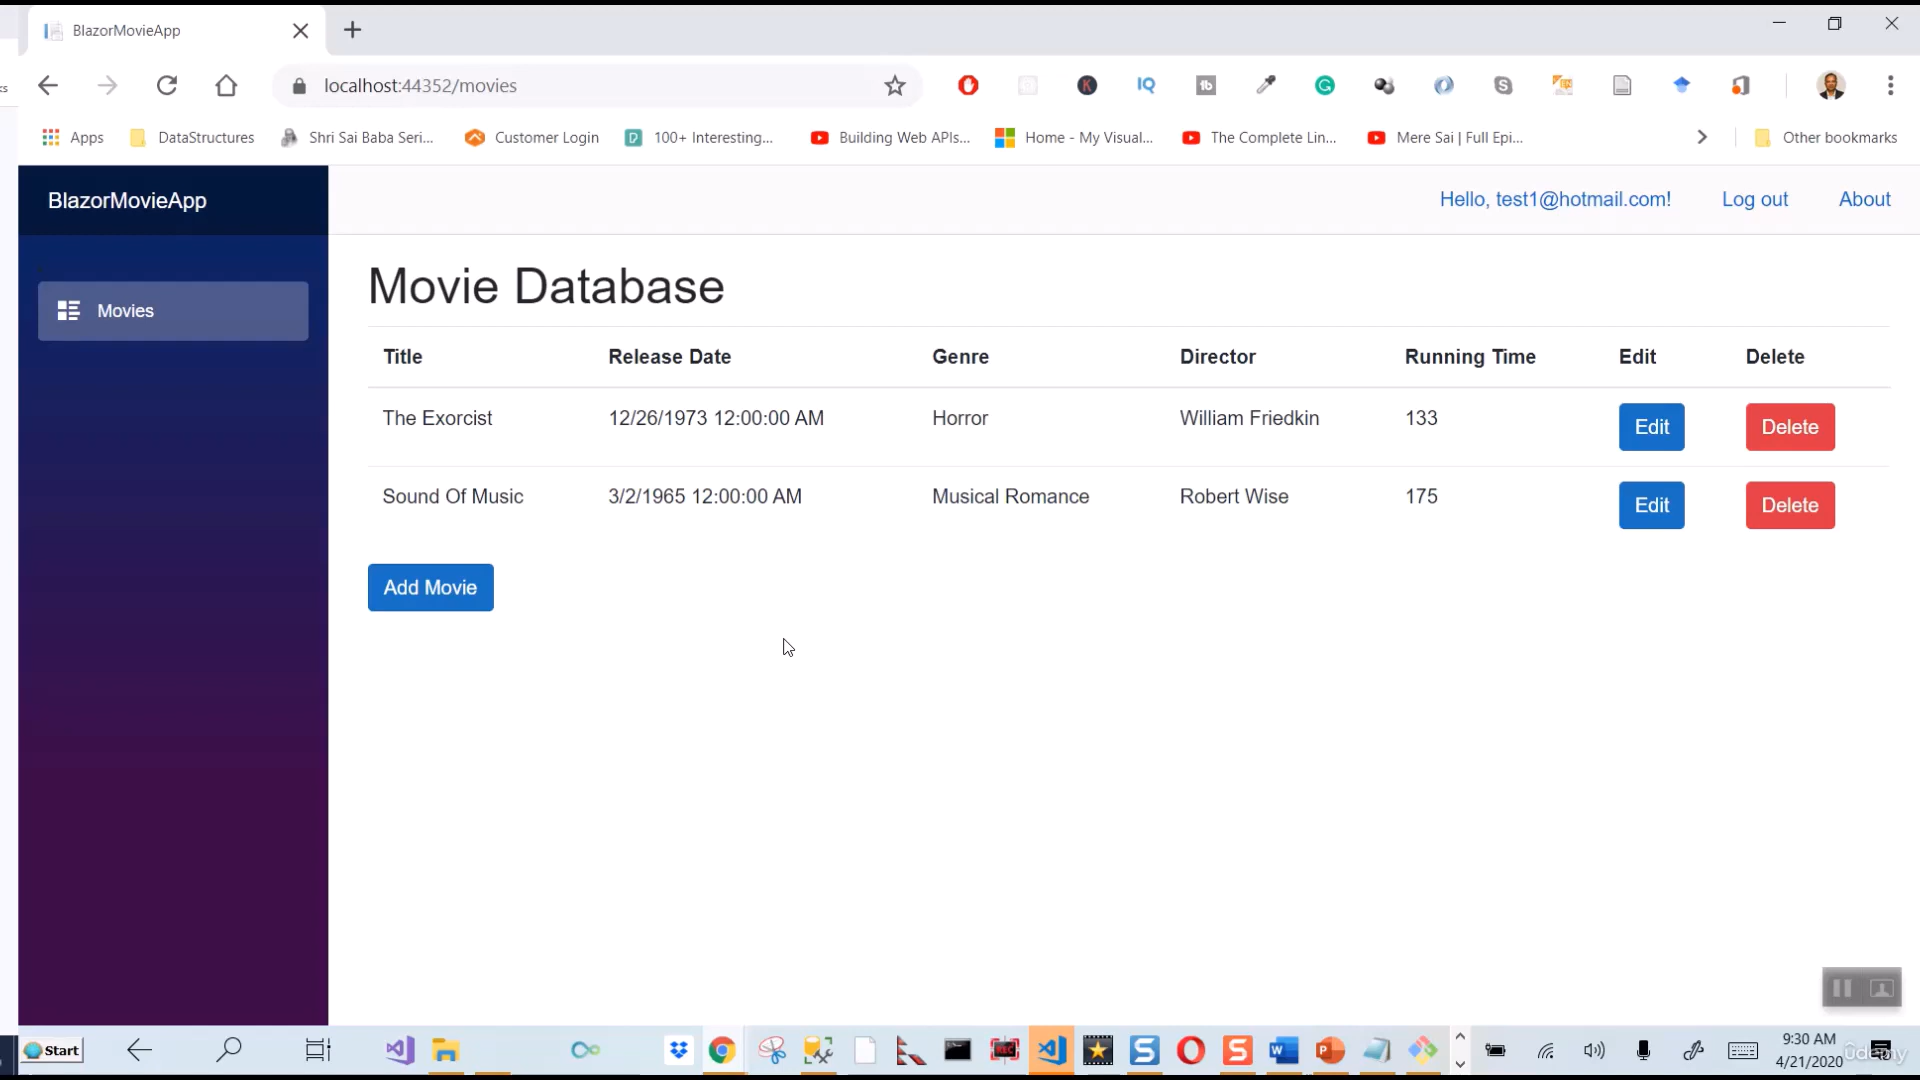 BlazorMovieApp
localhost:44352/movies
Apps DataStructures Shri Sai Baba Seri... Customer Login 100+ Interesting... Building Web APIs... Home - My Visual... The Complete Lin... Mere Sai | Full Epi... Other bookmarks
BlazorMovieApp
Hello, test1@hotmail.com! Log out About
Movies
Movie Database
Title Release Date Genre Director Running Time Edit Delete
The Exorcist 12/26/1973 12:00:00 AM Horror William Friedkin 133 Edit Delete
Sound Of Music 3/2/1965 12:00:00 AM Musical Romance Robert Wise 175 Edit Delete
Add Movie
Start
9:30 AM
4/21/2020
Udemy